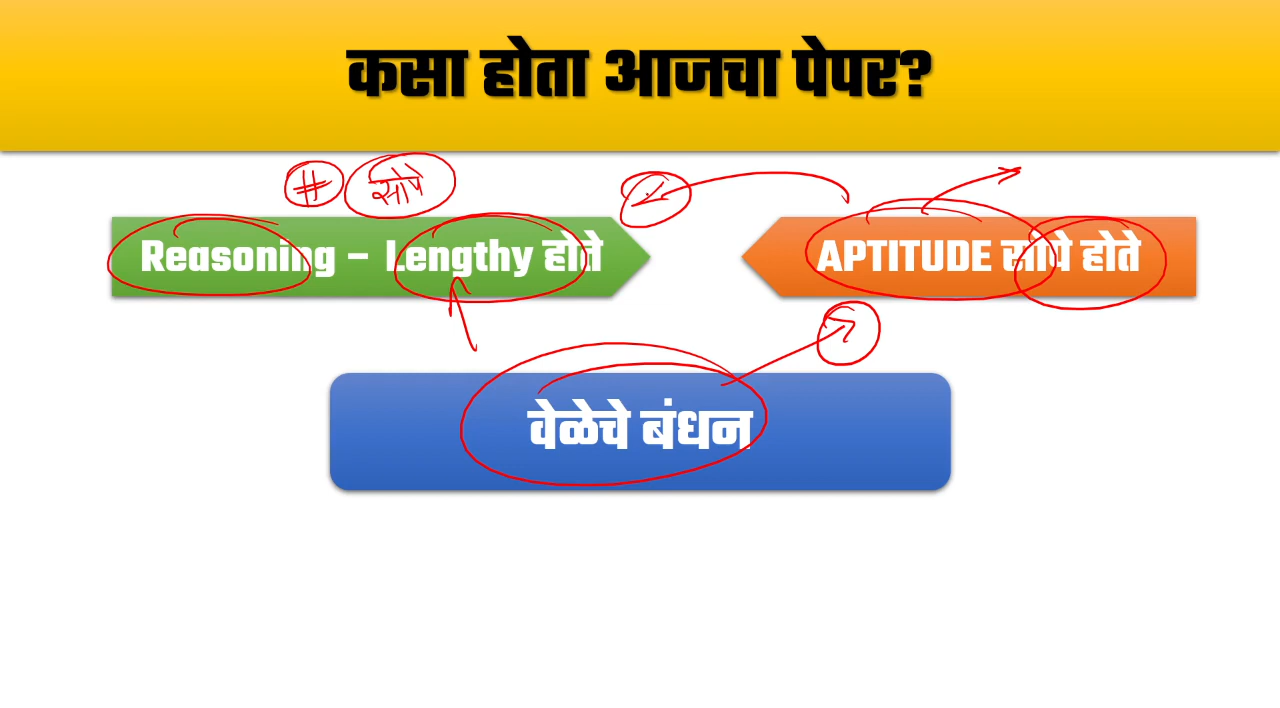 कसा होता आजचा पेपर?
# सोपे
Reasoning – Lengthy होते
APTITUDE सोपे होते
वेळेचे बंधन